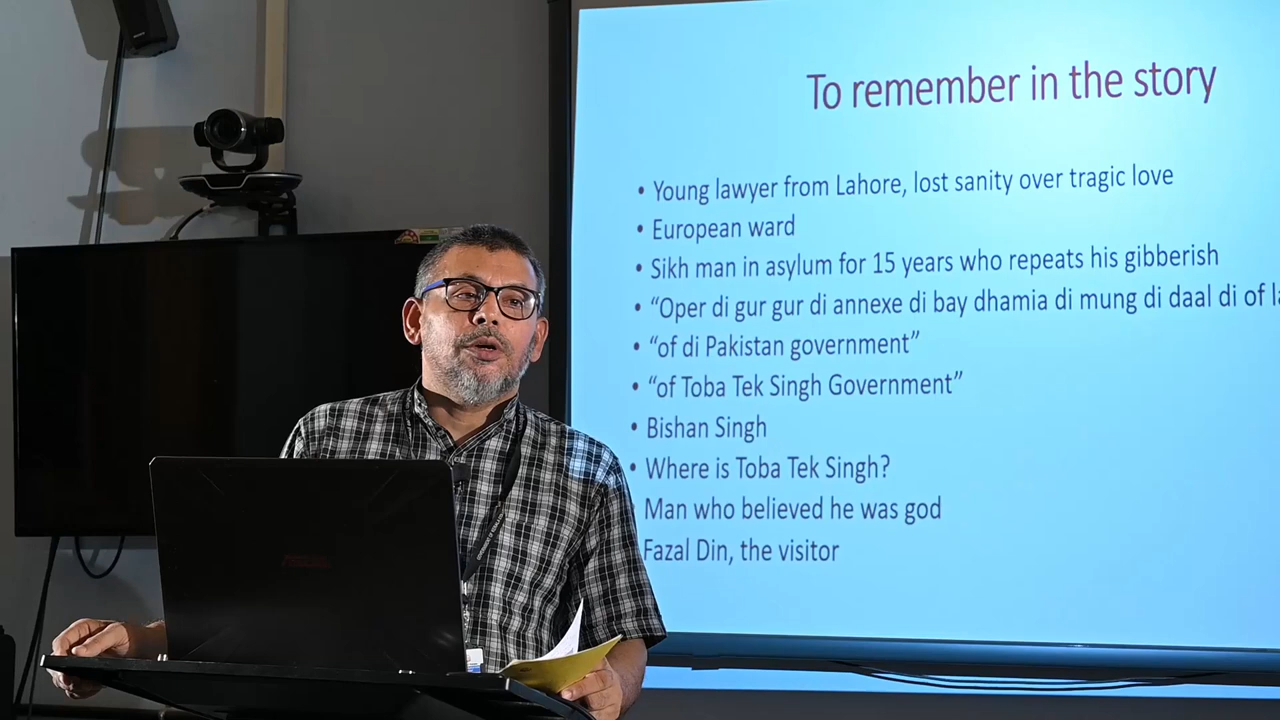 To remember in the story
• Young lawyer from Lahore, lost sanity over tragic love
• European ward
• Sikh man in asylum for 15 years who repeats his gibberish
• “Oper di gur gur di annexe di bay dhamia di mung di daal di of
• “of di Pakistan government”
• “of Toba Tek Singh Government”
• Bishan Singh
• Where is Toba Tek Singh?
Man who believed he was god
Fazal Din, the visitor